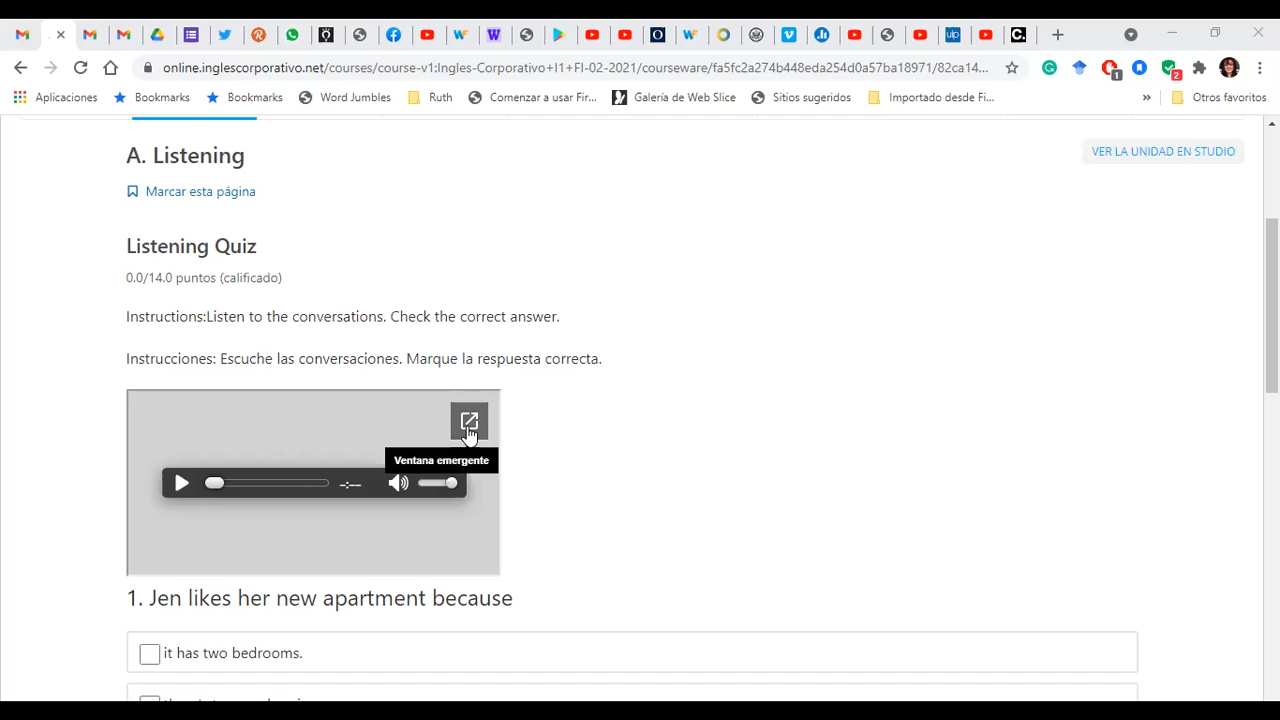 online.inglescorporativo.net/courses/course-v1:Ingles-Corporativo+I1+FI-02-2021/courseware/fa5fc2a274b448eda254d0a57ba18971/82ca14...
1
2
Aplicaciones Bookmarks Bookmarks Word Jumbles Ruth Comenzar a usar Fir... Galería de Web Slice Sitios sugeridos Importado desde Fi... » Otros favoritos
A. Listening
VER LA UNIDAD EN STUDIO
Marcar esta página
Listening Quiz
0.0/14.0 puntos (calificado)
Instructions:Listen to the conversations. Check the correct answer.
Instrucciones: Escuche las conversaciones. Marque la respuesta correcta.
Ventana emergente
-:--
1. Jen likes her new apartment because
it has two bedrooms.